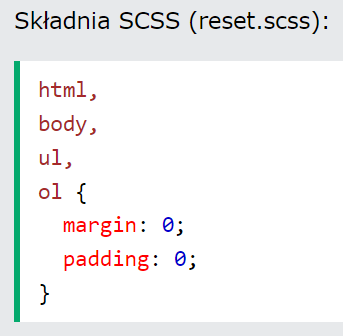 Składnia SCSS (reset.scss):
html,
body,
ul,
ol {
  margin: 0;
  padding: 0;
}